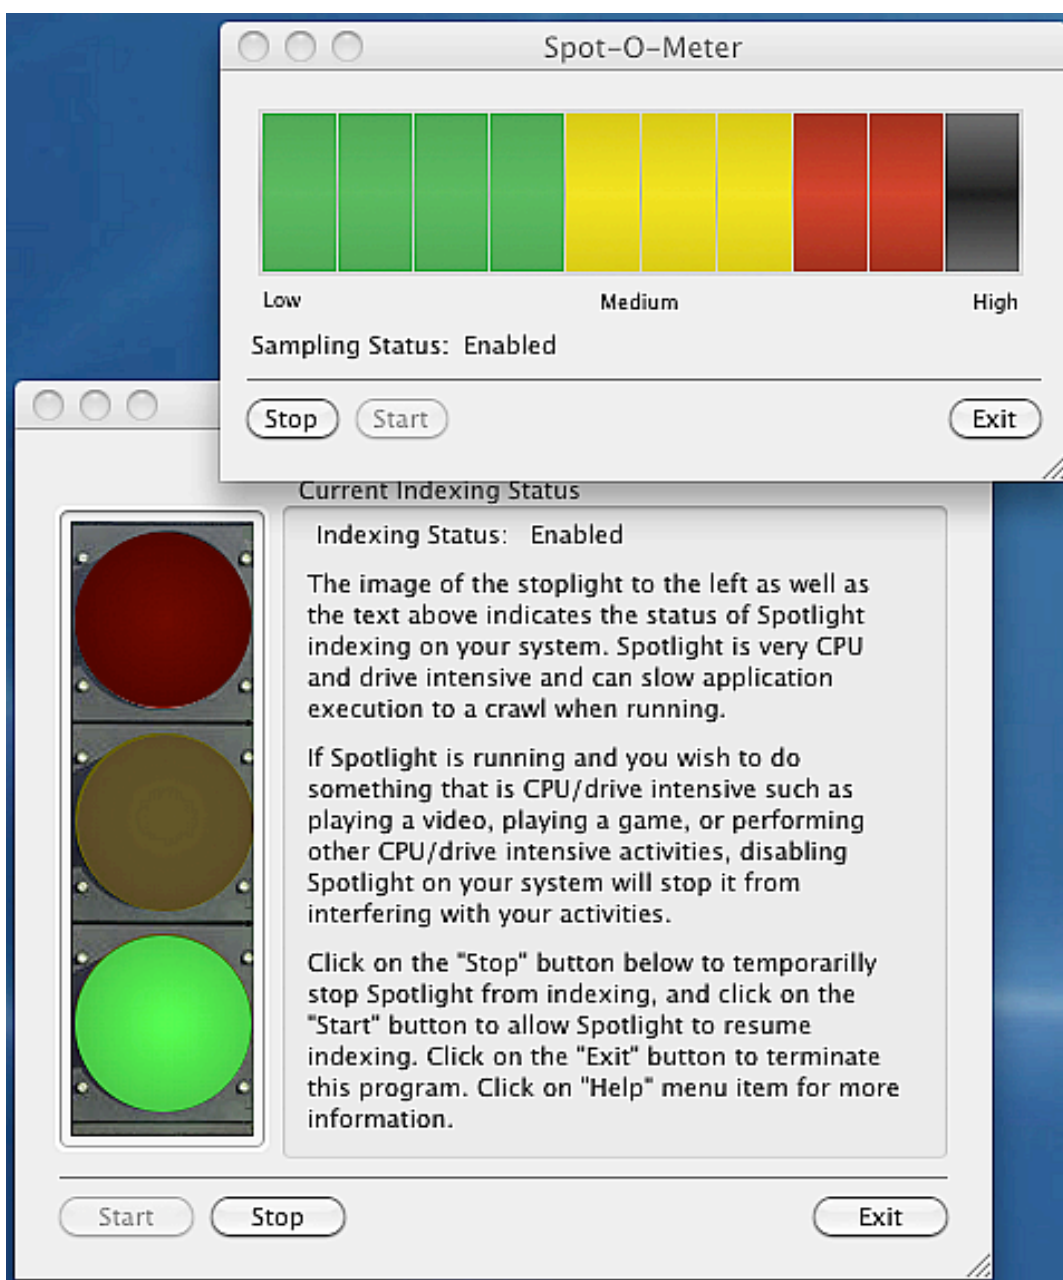 Spot-O-Meter
Low Medium High
Sampling Status: Enabled
Stop Start Exit
Current Indexing Status
Indexing Status: Enabled
The image of the stoplight to the left as well as
the text above indicates the status of Spotlight
indexing on your system. Spotlight is very CPU
and drive intensive and can slow application
execution to a crawl when running.
If Spotlight is running and you wish to do
something that is CPU/drive intensive such as
playing a video, playing a game, or performing
other CPU/drive intensive activities, disabling
Spotlight on your system will stop it from
interfering with your activities.
Click on the "Stop" button below to temporarilly
stop Spotlight from indexing, and click on the
"Start" button to allow Spotlight to resume
indexing. Click on the "Exit" button to terminate
this program. Click on "Help" menu item for more
information.
Start Stop Exit